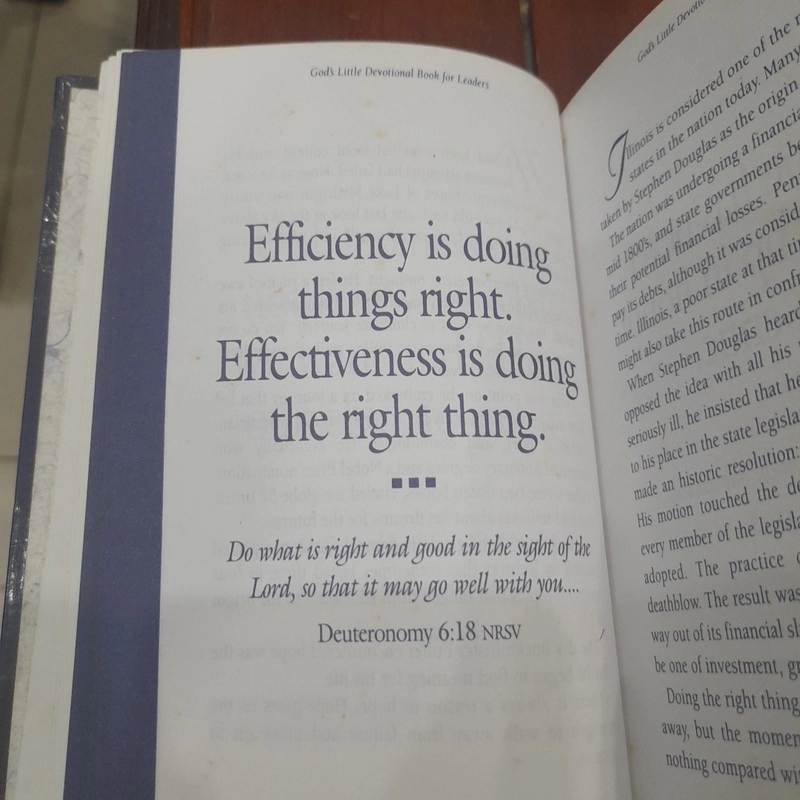 God's Little Devotional Book for Leaders
Efficiency is doing
things right.
Effectiveness is doing
the right thing.
Do what is right and good in the sight of the
Lord, so that it may go well with you....
Deuteronomy 6:18 NRSV
God's Little Devotio
Illinois is considered one of the
states in the nation today. Many
taken by Stephen Douglas as the origin
The nation was undergoing a financia
mid 1800's, and state governments be
their potential financial losses. Pen
pay its debts, although it was consid
time. Illinois, a poor state at that ti
might also take this route in confr
When Stephen Douglas heard
opposed the idea with all his
seriously ill, he insisted that he
to his place in the state legisla
made an historic resolution:
His motion touched the de
every member of the legisla
adopted. The practice
deathblow. The result was
way out of its financial sl
be one of investment, gr
Doing the right thing
away, but the momen
nothing compared wi